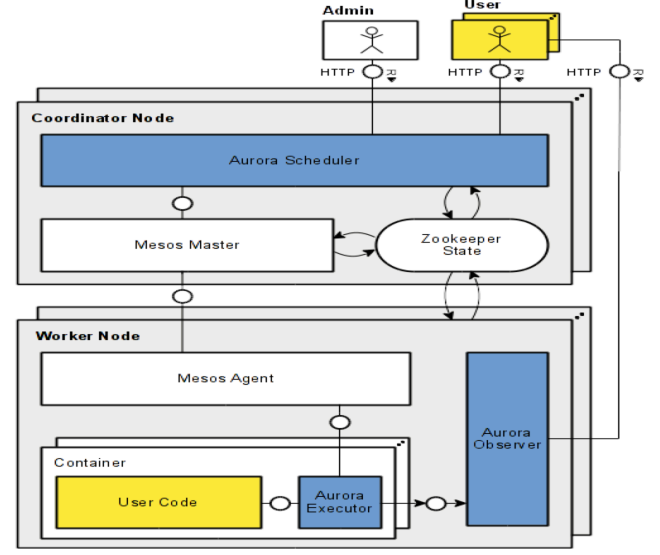 Admin
User
HTTP R
HTTP R
HTTP R
Coordinator Node
Aurora Scheduler
Mesos Master
Zookeeper
State
Worker Node
Mesos Agent
Aurora
Observer
Container
User Code
Aurora
Executor